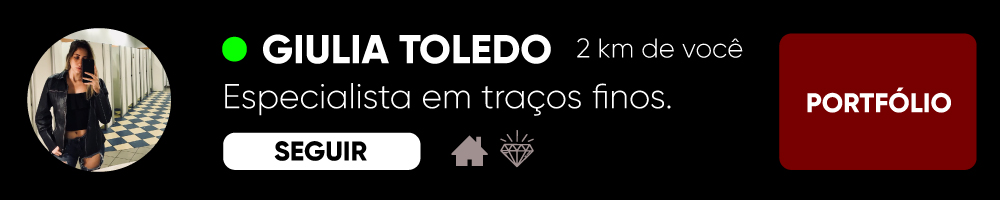 GIULIA TOLEDO 2 km de você
Especialista em traços finos.
SEGUIR
PORTFÓLIO